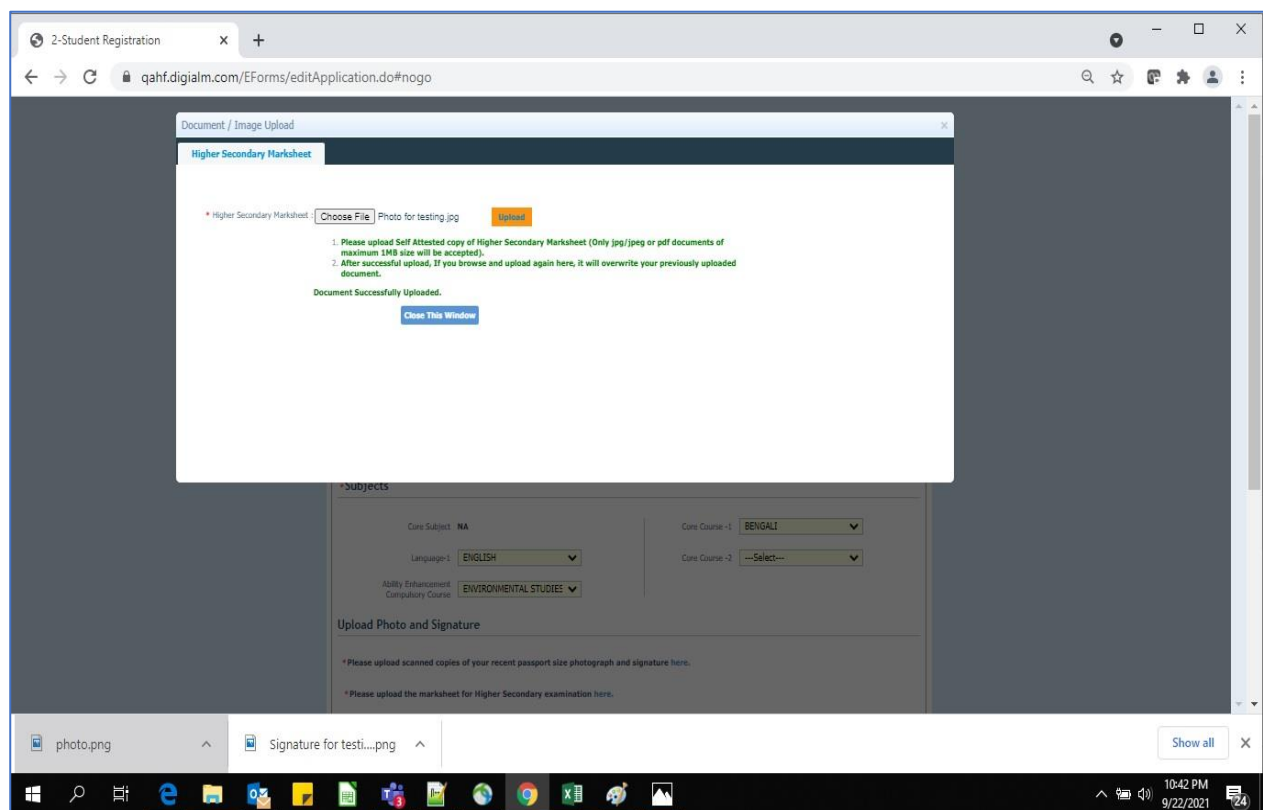 2-Student Registration
qahf.digialm.com/EForms/editApplication.do#nogo
Document / Image Upload
Higher Secondary Marksheet
* Higher Secondary Marksheet : Choose File Photo for testing.jpg Upload
1. Please upload Self Attested copy of Higher Secondary Marksheet (Only jpg/jpeg or pdf documents of
maximum 1MB size will be accepted).
2. After successful upload, If you browse and upload again here, it will overwrite your previously uploaded
document.
Document Successfully Uploaded.
Close This Window
*Subjects
Core Subject NA Core Course -1 BENGALI
Language-1 ENGLISH Core Course -2 ---Select---
Ability Enhancement
Compulsory Course ENVIRONMENTAL STUDIES
Upload Photo and Signature
*Please upload scanned copies of your recent passport size photograph and signature here.
*Please upload the marksheet for Higher Secondary examination here.
photo.png Signature for testi....png Show all
10:42 PM
9/22/2021
24